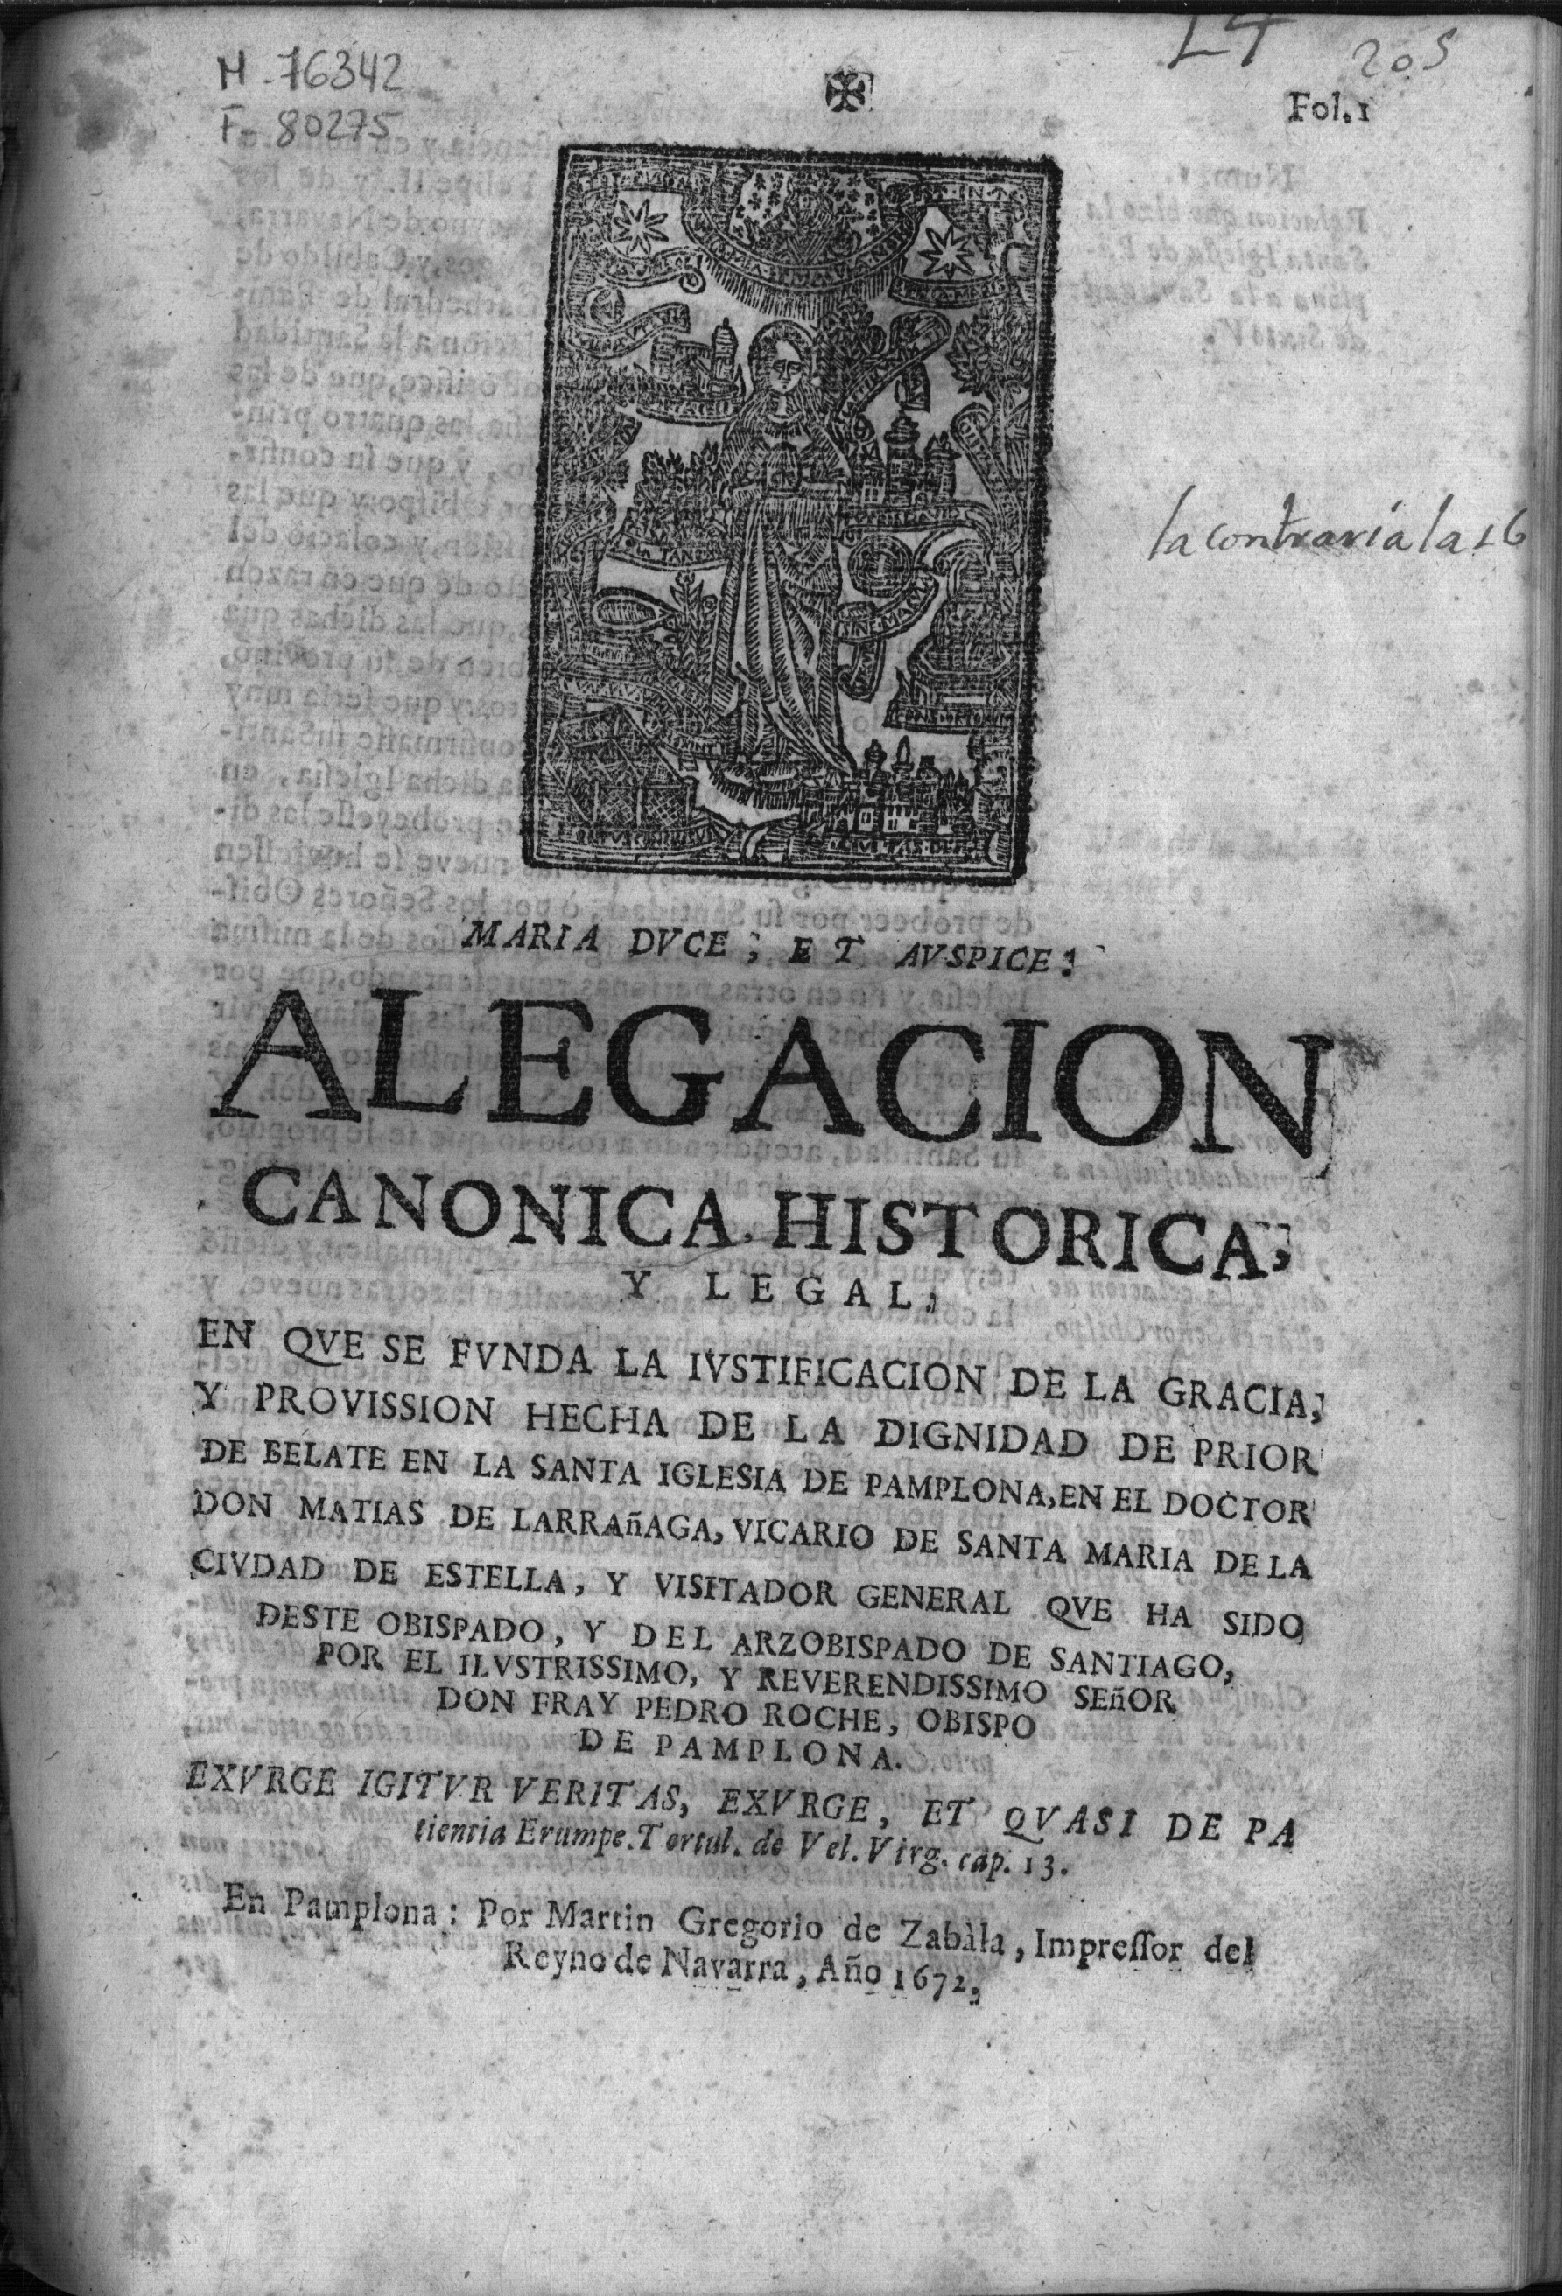 H - 76342
F - 80275
17
205
Fol. 1
la contraria la 16
MARIA DVCE; ET AVSPICE:
ALEGACION
CANONICA, HISTORICA,
Y LEGAL,
EN QVE SE FVNDA LA IVSTIFICACION DE LA GRACIA,
Y PROVISSION HECHA DE LA DIGNIDAD DE PRIOR
DE BELATE EN LA SANTA IGLESIA DE PAMPLONA, EN EL DOCTOR
DON MATIAS DE LARRAñAGA, VICARIO DE SANTA MARIA DE LA
CIVDAD DE ESTELLA, Y VISITADOR GENERAL QVE HA SIDO
DESTE OBISPADO, Y DEL ARZOBISPADO DE SANTIAGO,
POR EL ILVSTRISSIMO, Y REVERENDISSIMO SEñOR
DON FRAY PEDRO ROCHE, OBISPO
DE PAMPLONA.
EXVRGE IGITVR VERITAS, EXVRGE, ET QVASI DE PA
tientia Erumpe. Tertul. de Vel. Virg. cap. 13.
En Pamplona: Por Martin Gregorio de Zabàla, Impreſſor del
Reyno de Navarra, Año 1672,